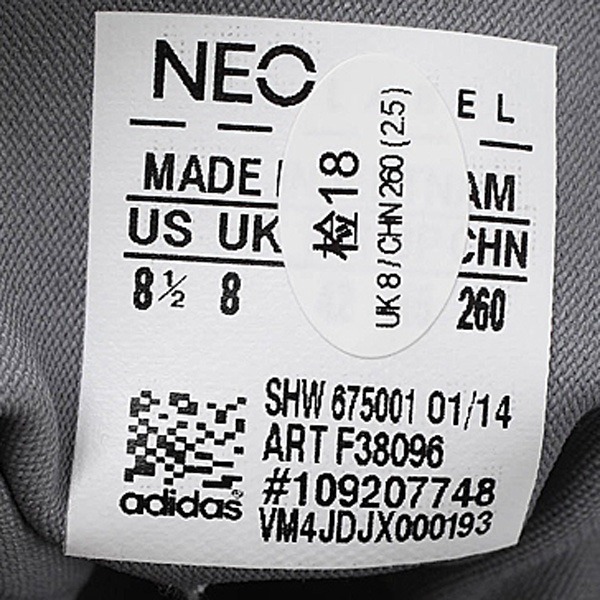 NEO E L
MADE AM
US UK CHN
8½ 8 260
检18
UK 8 / CHN 260 { 2.5 }
SHW 675001 01/14
ART F38096
#109207748
VM4JDJX000193
adidas®